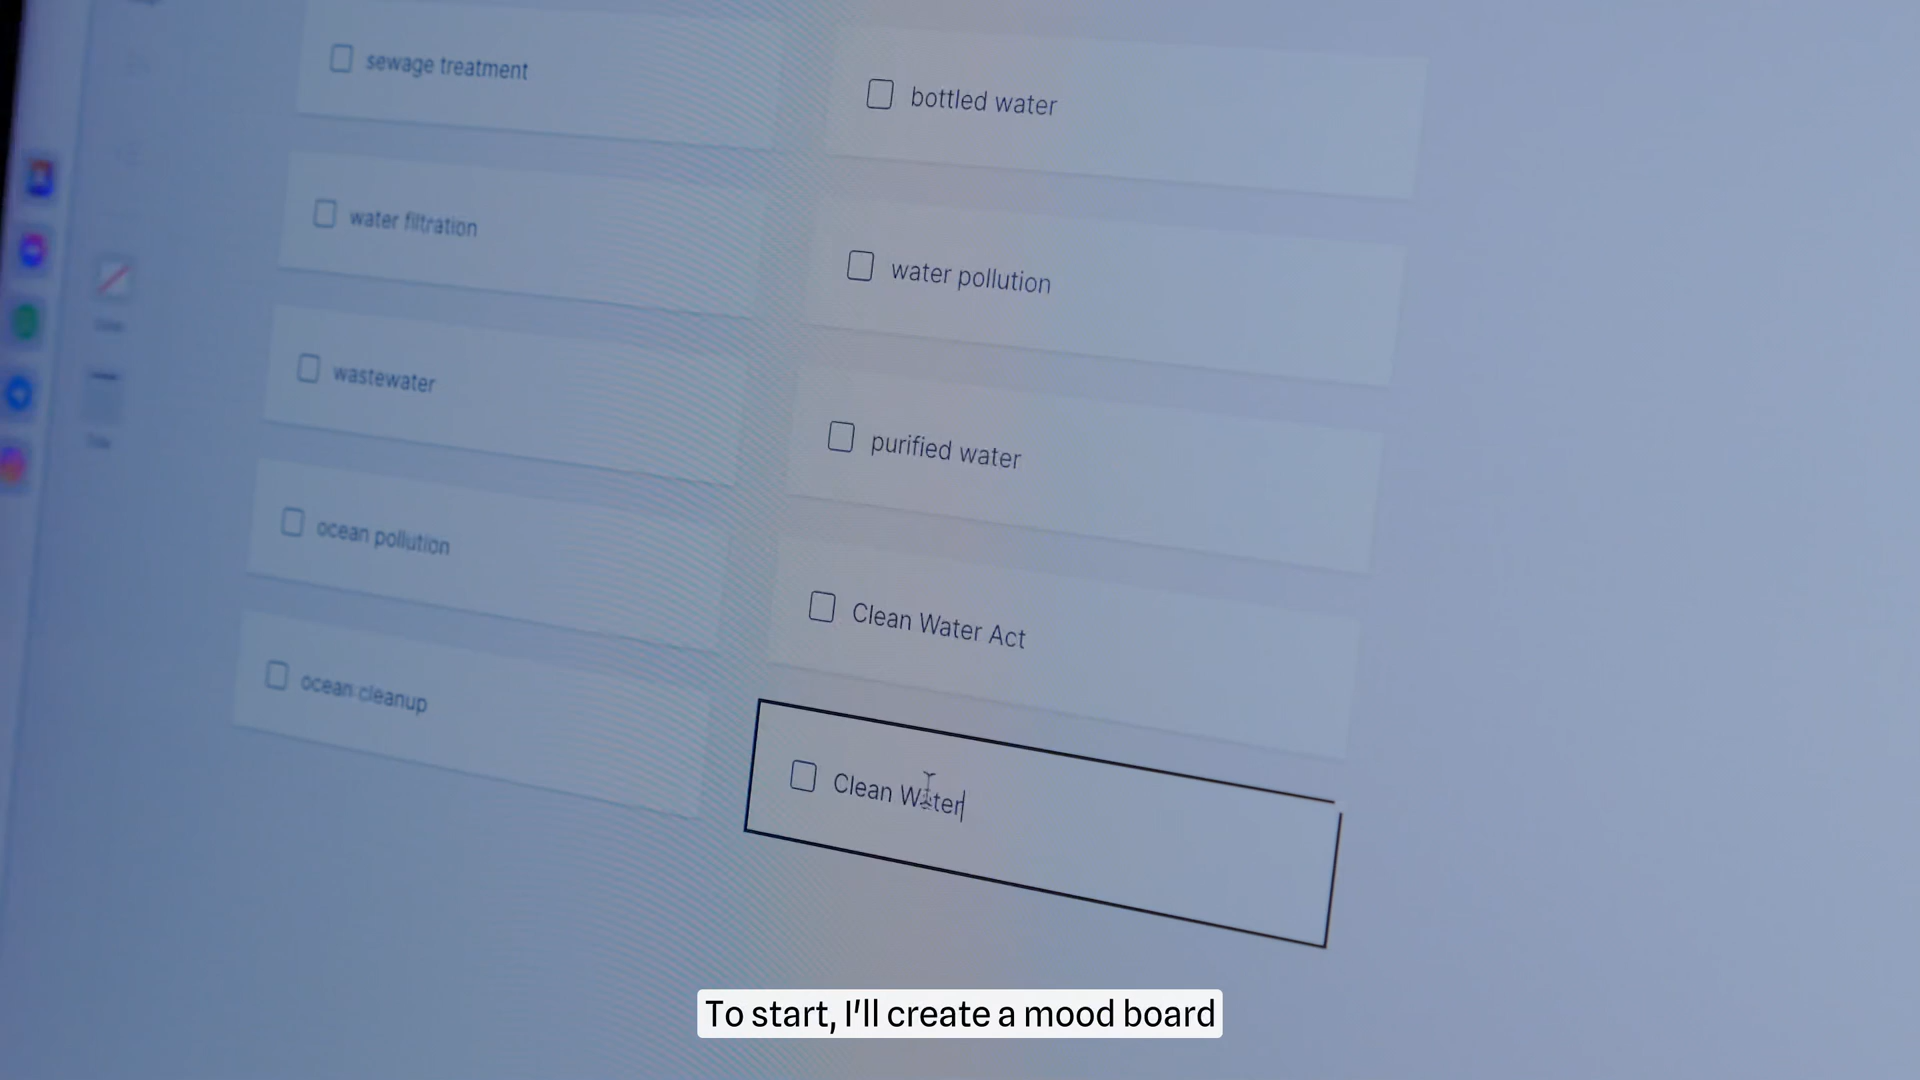 sewage treatment
water filtration
wastewater
ocean pollution
ocean cleanup
bottled water
water pollution
purified water
Clean Water Act
Clean Water
To start, I'll create a mood board